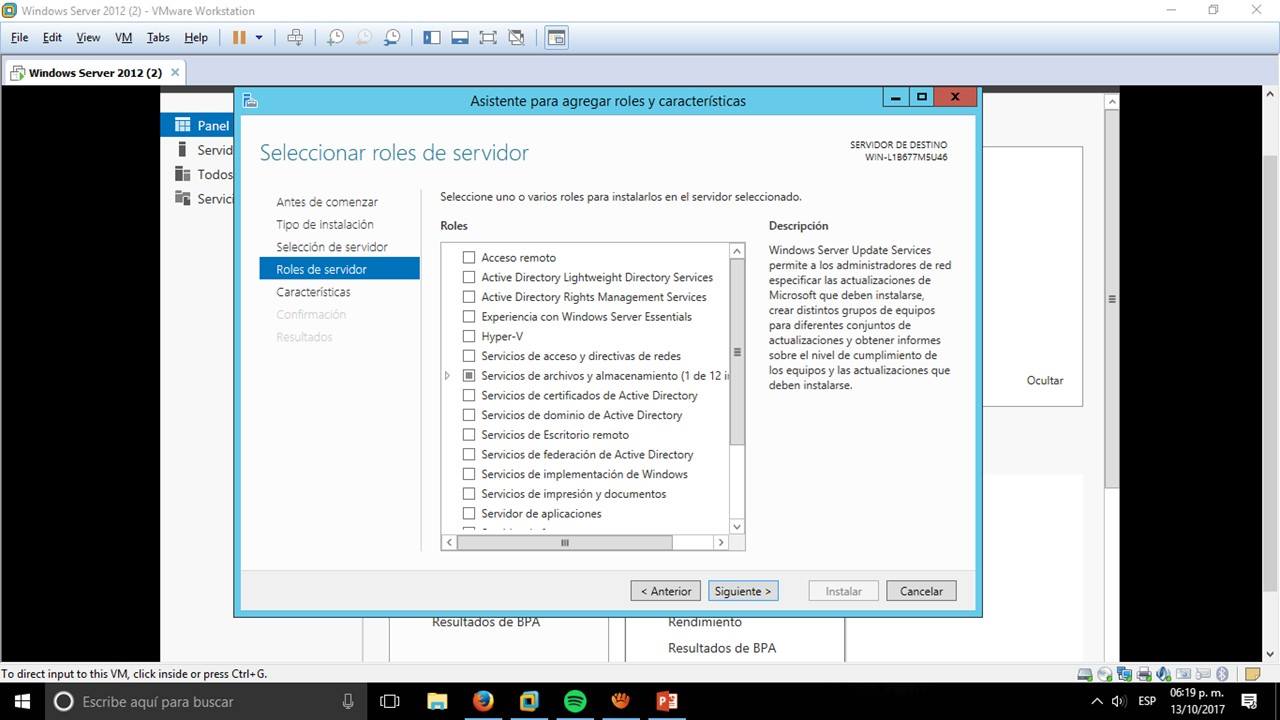 Windows Server 2012 (2) - VMware Workstation
File Edit View VM Tabs Help
Windows Server 2012 (2)
Panel
Servid
Todos
Servici
Asistente para agregar roles y características
Seleccionar roles de servidor
SERVIDOR DE DESTINO
WIN-L1B677M5U46
Antes de comenzar
Tipo de instalación
Selección de servidor
Roles de servidor
Características
Confirmación
Resultados
Seleccione uno o varios roles para instalarlos en el servidor seleccionado.
Roles
Acceso remoto
Active Directory Lightweight Directory Services
Active Directory Rights Management Services
Experiencia con Windows Server Essentials
Hyper-V
Servicios de acceso y directivas de redes
Servicios de archivos y almacenamiento (1 de 12 i
Servicios de certificados de Active Directory
Servicios de dominio de Active Directory
Servicios de Escritorio remoto
Servicios de federación de Active Directory
Servicios de implementación de Windows
Servicios de impresión y documentos
Servidor de aplicaciones
Descripción
Windows Server Update Services
permite a los administradores de red
especificar las actualizaciones de
Microsoft que deben instalarse,
crear distintos grupos de equipos
para diferentes conjuntos de
actualizaciones y obtener informes
sobre el nivel de cumplimiento de
los equipos y las actualizaciones que
deben instalarse.
Ocultar
< Anterior
Siguiente >
Instalar
Cancelar
Resultados de BPA
Rendimiento
Resultados de BPA
To direct input to this VM, click inside or press Ctrl+G.
Escribe aquí para buscar
ESP
06:19 p. m.
13/10/2017